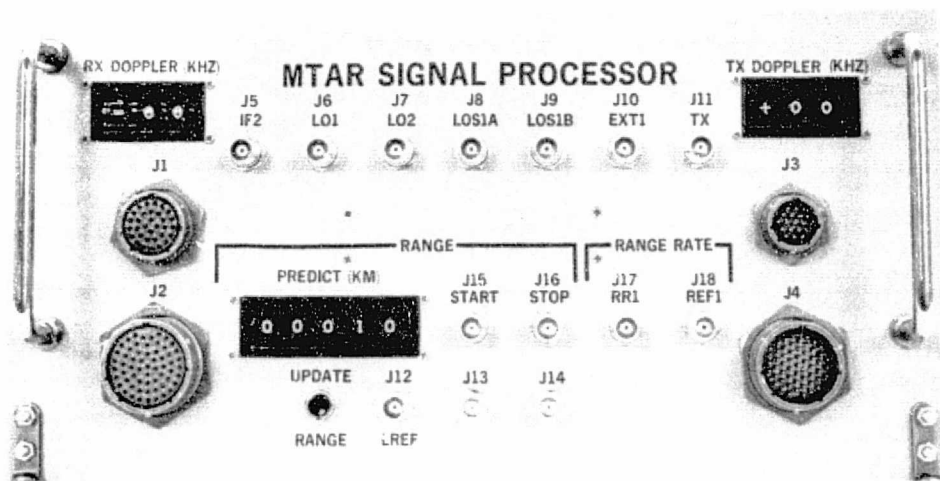 RX DOPPLER (KHZ)
MTAR SIGNAL PROCESSOR
TX DOPPLER (KHZ)
+ 0 0
J5
IF2
J6
LO1
J7
LO2
J8
LOS1A
J9
LOS1B
J10
EXT1
J11
TX
J1
J3
RANGE
RANGE RATE
PREDICT (KM)
0 0 0 1 0
J15
START
J16
STOP
J17
RR1
J18
REF1
J2
J4
UPDATE
RANGE
J12
LREF
J13
J14